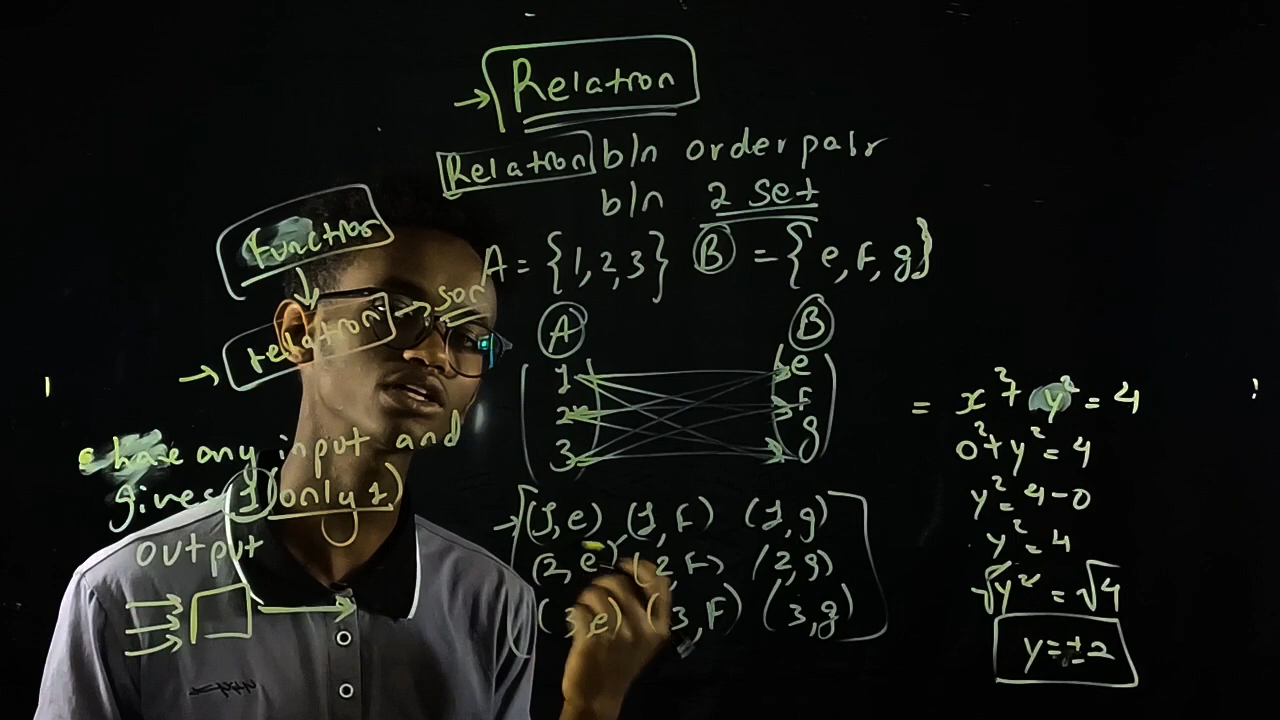 → Relation
Relation b/n order pair
b/n 2 set
A = {1,2,3} B = {e, F, g}
A B
1 e
2 F
3 g
→ (1,e) (1,F) (1,g)
(2,e) (2,F) (2,g)
(3,e) (3,F) (3,g)
Function
→ relation →
have any input and
gives 1 (only 1)
output
= x² + y² = 4
0² + y² = 4
y² = 4-0
y² = 4
√y² = √4
y = ±2